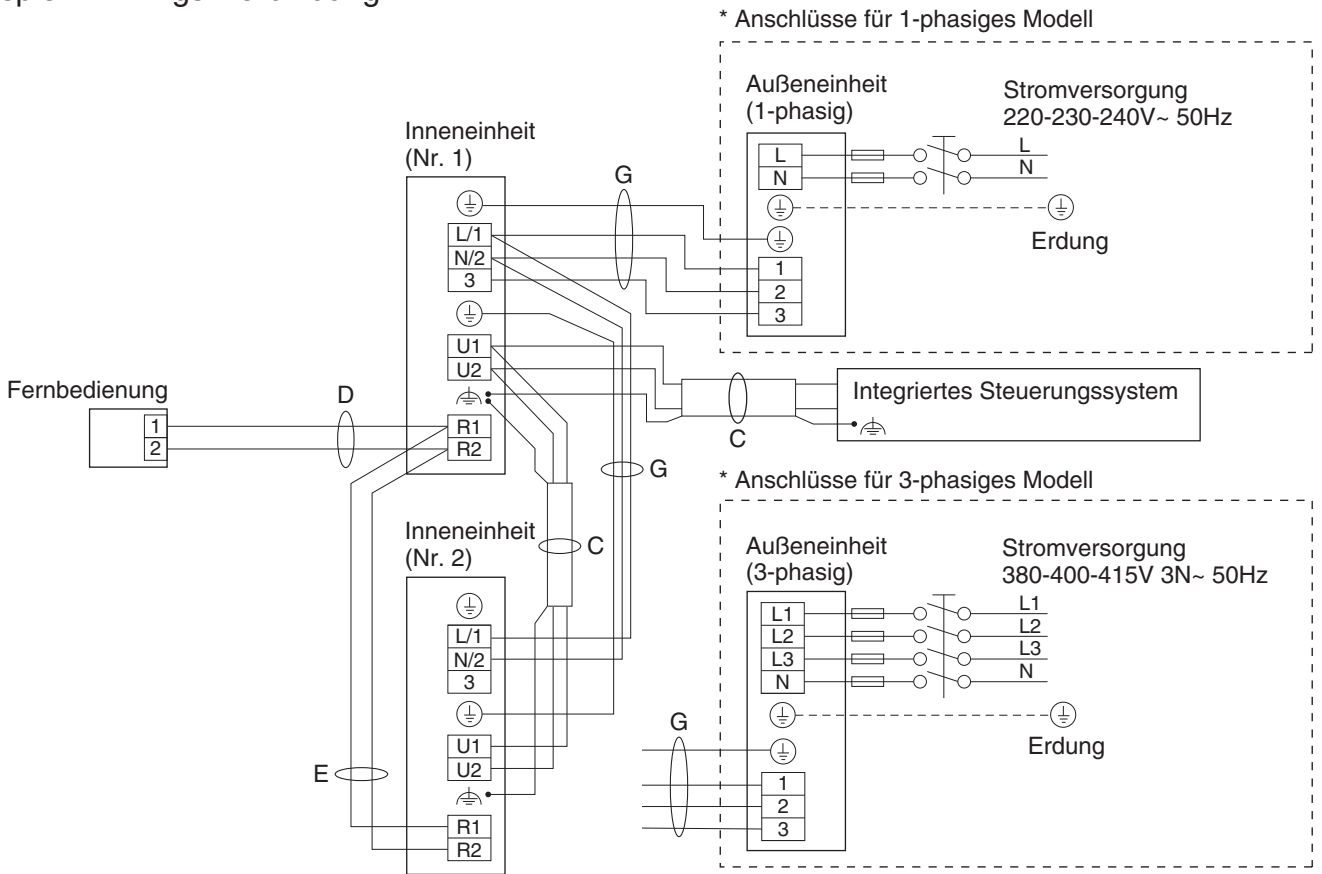 * Anschlüsse für 1-phasiges Modell
Außeneinheit
(1-phasig)
Stromversorgung
220-230-240V~ 50Hz
L
N
L
N
Erdung
1
2
3
Inneneinheit
(Nr. 1)
G
L/1
N/2
3
U1
U2
R1
R2
Fernbedienung
1
2
D
Integriertes Steuerungssystem
C
G
C
E
Inneneinheit
(Nr. 2)
L/1
N/2
3
U1
U2
R1
R2
* Anschlüsse für 3-phasiges Modell
Außeneinheit
(3-phasig)
Stromversorgung
380-400-415V 3N~ 50Hz
L1
L2
L3
N
L1
L2
L3
N
Erdung
G
1
2
3